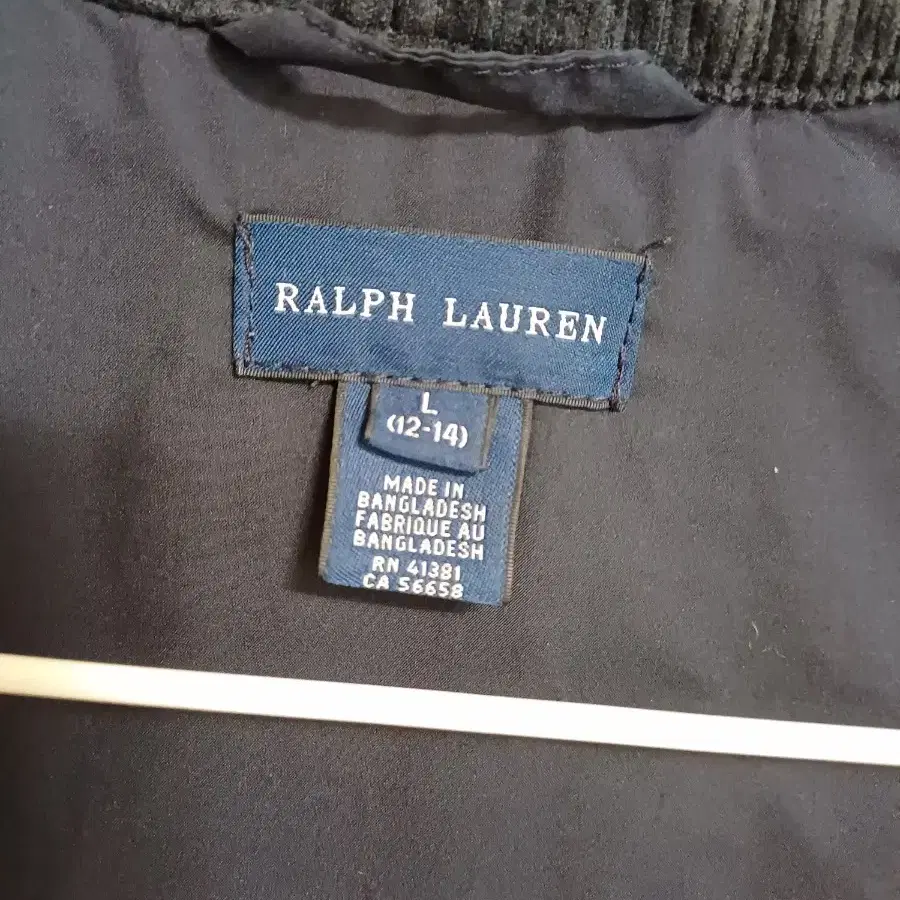 RALPH LAUREN
L
(12-14)
MADE IN
BANGLADESH
FABRIQUE AU
BANGLADESH
RN 41381
CA 56658